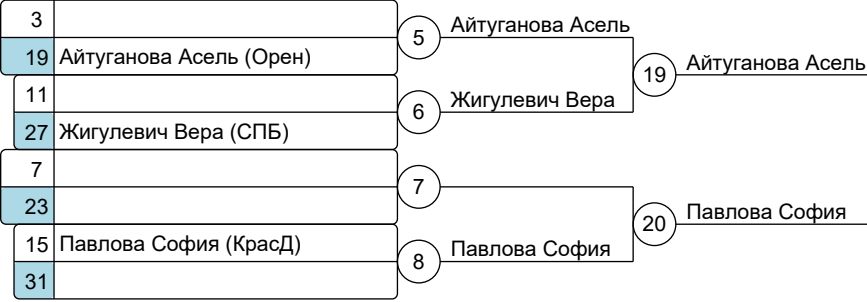 3
19 Айтуганова Асель (Орен)
11
27 Жигулевич Вера (СПБ)
7
23
15 Павлова София (КрасД)
31
5 Айтуганова Асель
6 Жигулевич Вера
7
8 Павлова София
19 Айтуганова Асель
20 Павлова София